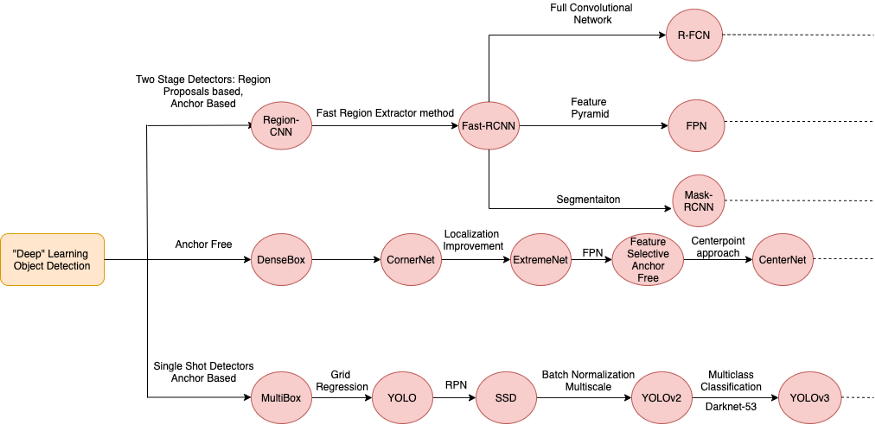 Full Convolutional
Network
R-FCN
Two Stage Detectors: Region
Proposals based,
Anchor Based
Region-
CNN
Fast Region Extractor method
Fast-RCNN
Feature
Pyramid
FPN
Segmentaiton
Mask-
RCNN
"Deep" Learning
Object Detection
Anchor Free
DenseBox
CornerNet
Localization
Improvement
ExtremeNet
FPN
Feature
Selective
Anchor
Free
Centerpoint
approach
CenterNet
Single Shot Detectors
Anchor Based
MultiBox
Grid
Regression
YOLO
RPN
SSD
Batch Normalization
Multiscale
YOLOv2
Multiclass
Classification
Darknet-53
YOLOv3